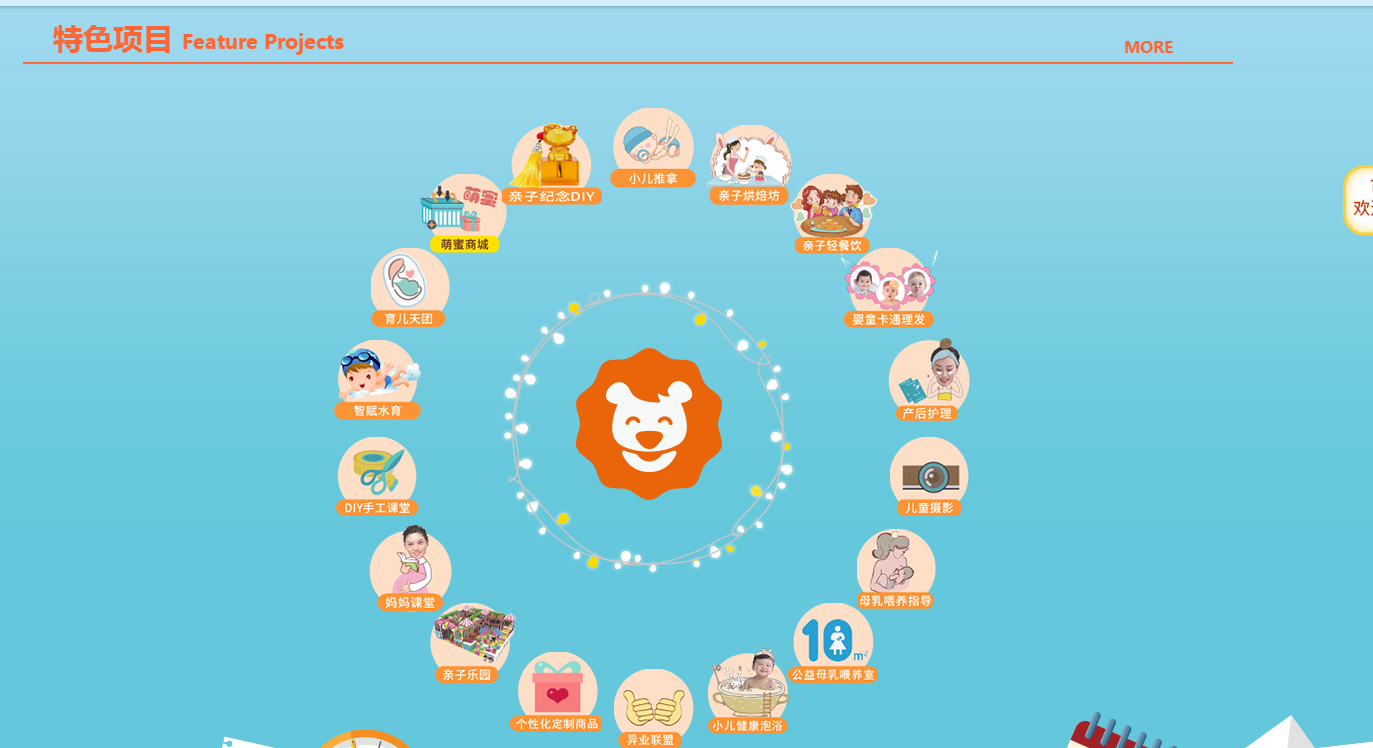 特色项目 Feature Projects
MORE
小儿推拿
亲子纪念DIY
亲子烘焙坊
萌蜜
萌蜜商城
亲子轻餐饮
欢
育儿天团
婴童卡通理发
智赋水育
产后护理
DIY手工课堂
儿童摄影
妈妈课堂
母乳喂养指导
10m²
亲子乐园
公益母乳喂养室
个性化定制商品
小儿健康泡浴
异业联盟